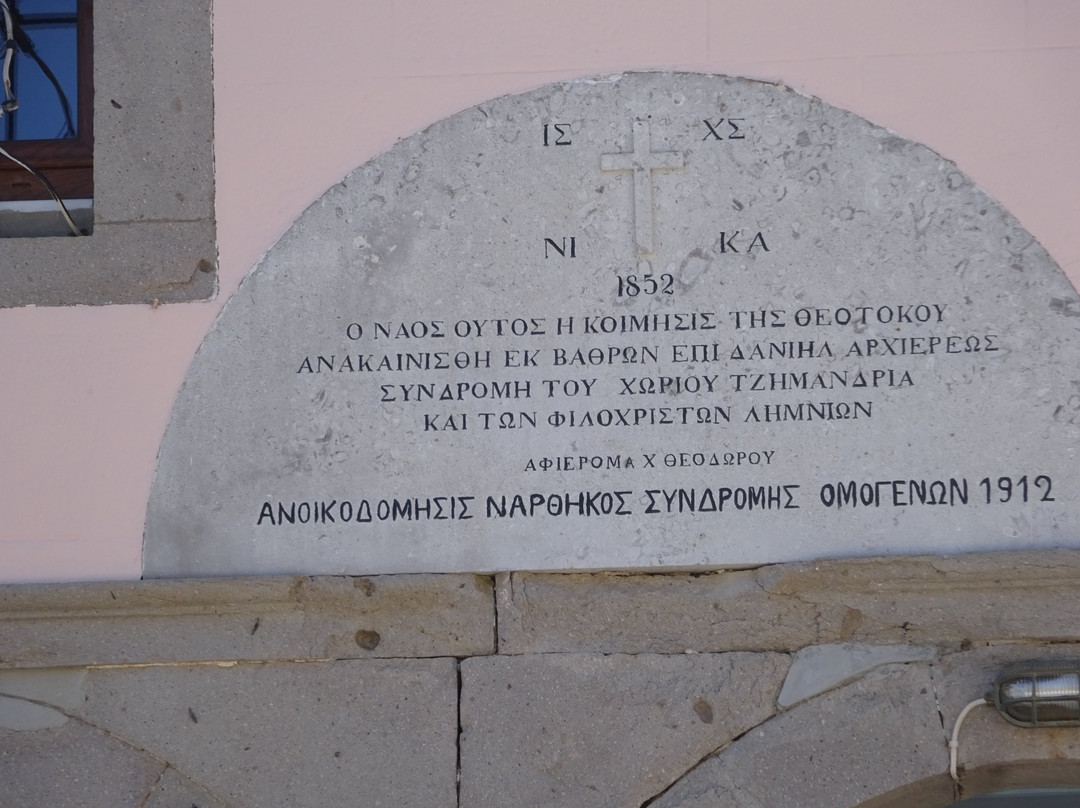 ΙΣ ΧΣ
ΝΙ ΚΑ
1852
Ο ΝΑΟΣ ΟΥΤΟΣ Η ΚΟΙΜΗΣΙΣ ΤΗΣ ΘΕΟΤΟΚΟΥ
ΑΝΑΚΑΙΝΙΣΘΗ ΕΚ ΒΑΘΡΩΝ ΕΠΙ ΔΑΝΙΗΛ ΑΡΧΙΕΡΕΩΣ
ΣΥΝΔΡΟΜΗ ΤΟΥ ΧΩΡΙΟΥ ΤΖΗΜΑΝΔΡΙΑ
ΚΑΙ ΤΩΝ ΦΙΛΟΧΡΙΣΤΩΝ ΛΗΜΝΙΩΝ
ΑΦΙΕΡΟΜΑ Χ ΘΕΟΔΩΡΟΥ
ΑΝΟΙΚΟΔΟΜΗΣΙΣ ΝΑΡΘΗΚΟΣ ΣΥΝΔΡΟΜΗΣ ΟΜΟΓΕΝΩΝ 1912